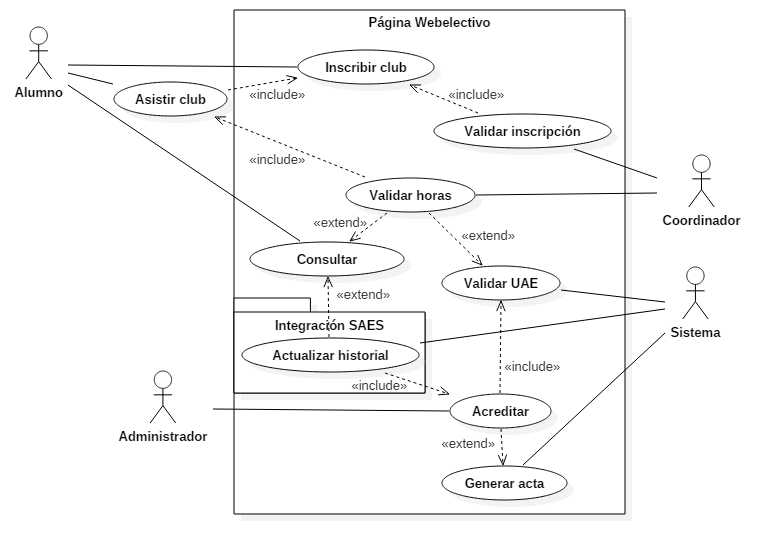 Página Webelectivo
Inscribir club
Alumno
Asistir club
«include»
«include»
Validar inscripción
«include»
Validar horas
Coordinador
«extend»
«extend»
Consultar
Validar UAE
«extend»
Integración SAES
Sistema
Actualizar historial
«include»
«include»
Acreditar
Administrador
«extend»
Generar acta